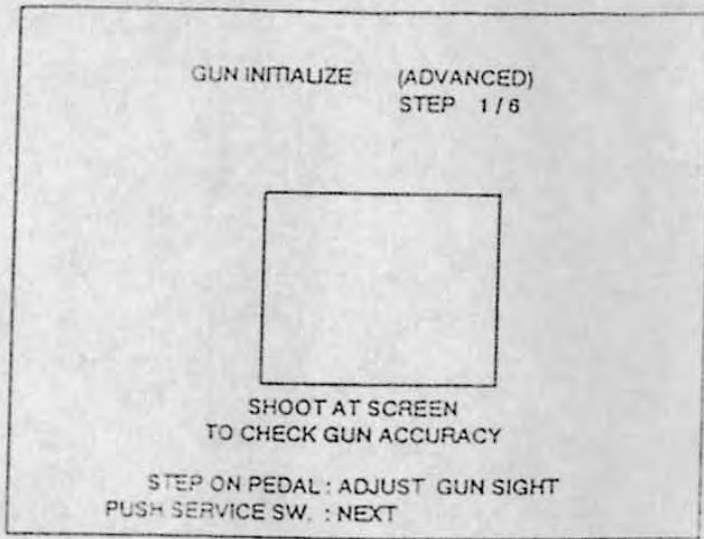 GUN INITIALIZE (ADVANCED)
STEP 1/6
SHOOT AT SCREEN
TO CHECK GUN ACCURACY
STEP ON PEDAL : ADJUST GUN SIGHT
PUSH SERVICE SW. : NEXT